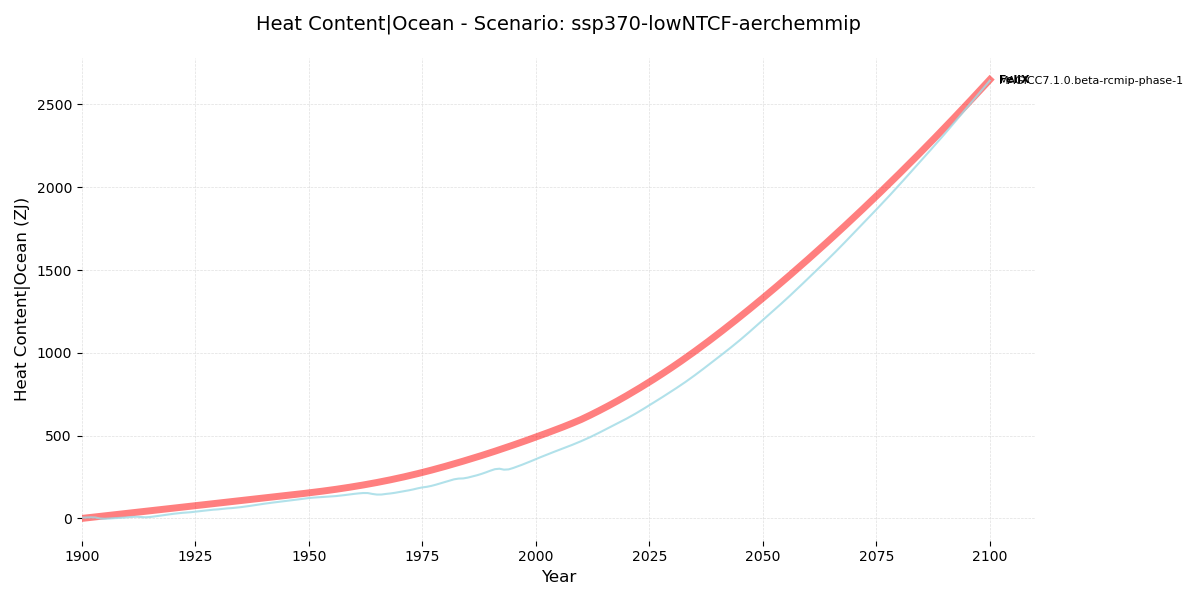 Heat Content|Ocean - Scenario: ssp370-lowNTCF-aerchemmip
Heat Content|Ocean (ZJ)
2500
2000
1500
1000
500
0
FeliX
MAGICC7.1.0.beta-rcmip-phase-1
1900 1925 1950 1975 2000 2025 2050 2075 2100
Year